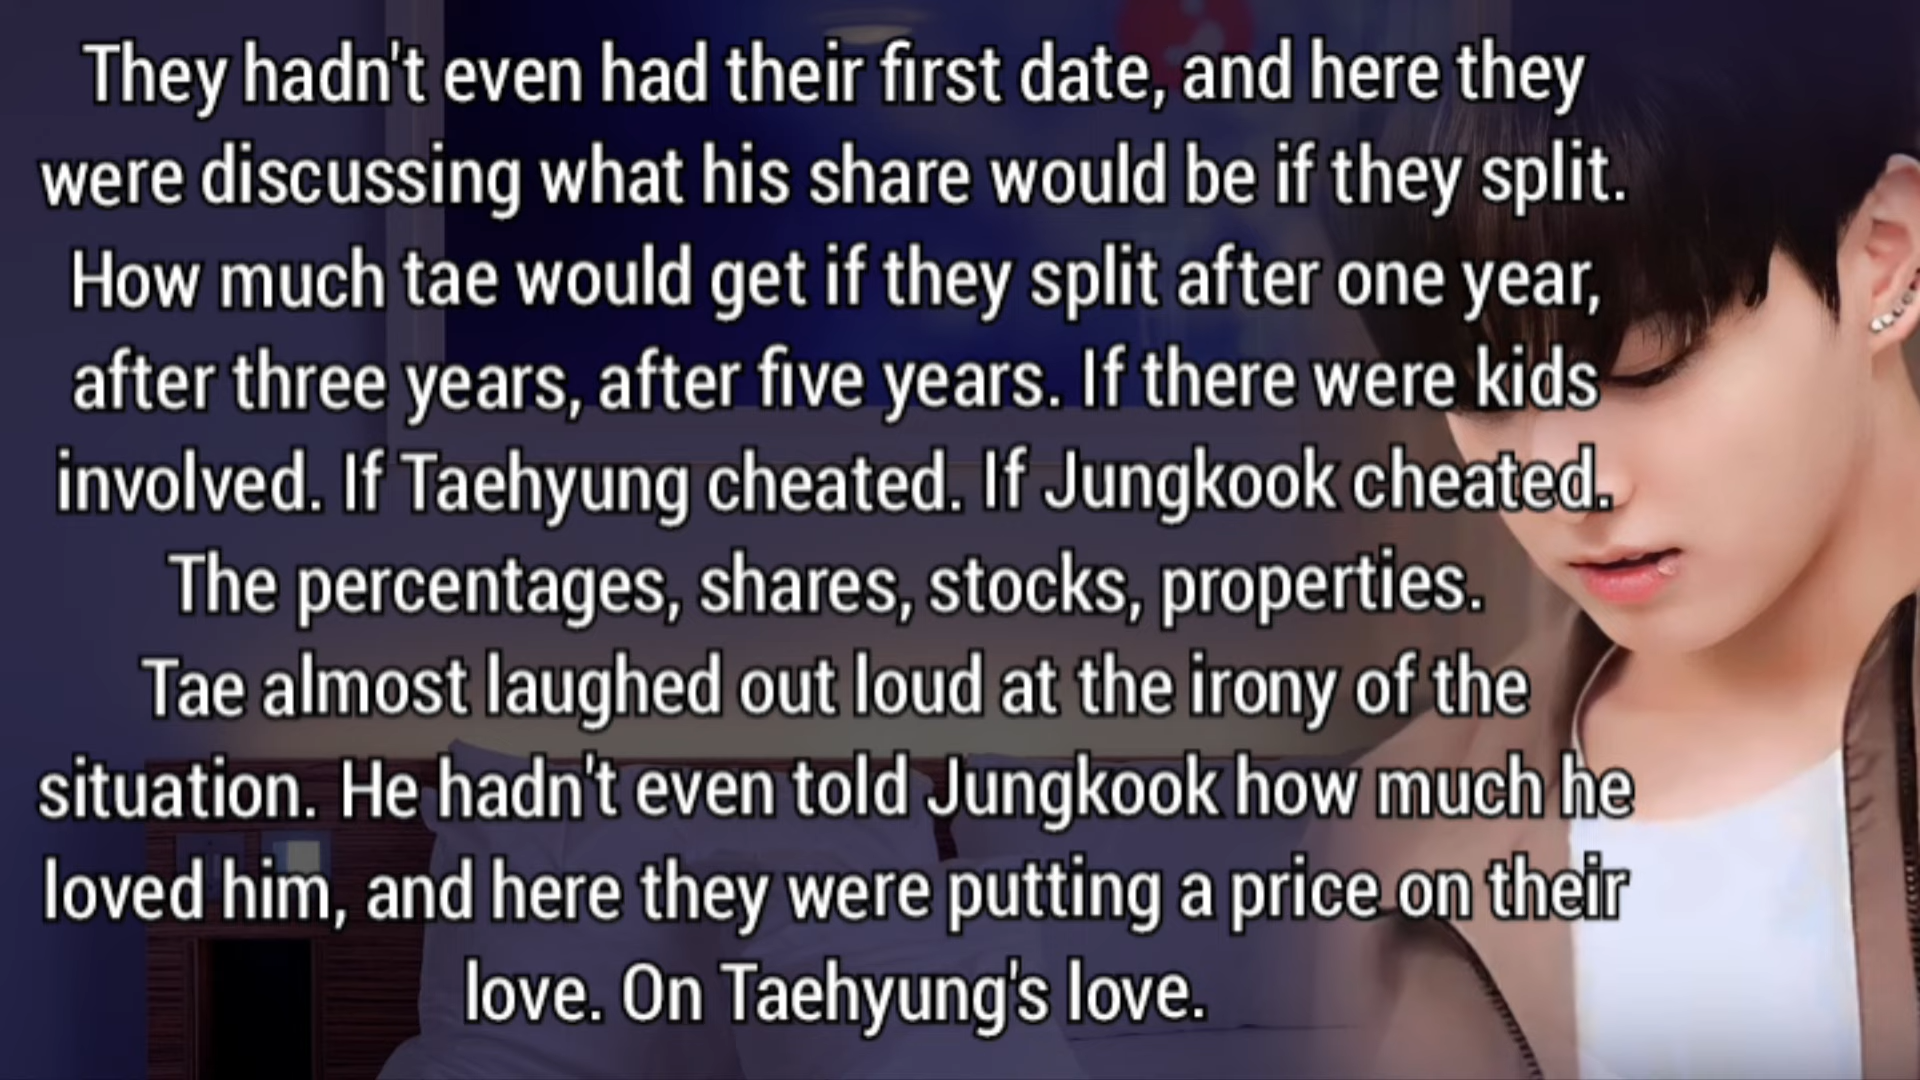 They hadn't even had their first date, and here they
were discussing what his share would be if they split.
How much tae would get if they split after one year,
after three years, after five years. If there were kids
involved. If Taehyung cheated. If Jungkook cheated.
The percentages, shares, stocks, properties.
Tae almost laughed out loud at the irony of the
situation. He hadn't even told Jungkook how much he
loved him, and here they were putting a price on their
love. On Taehyung's love.